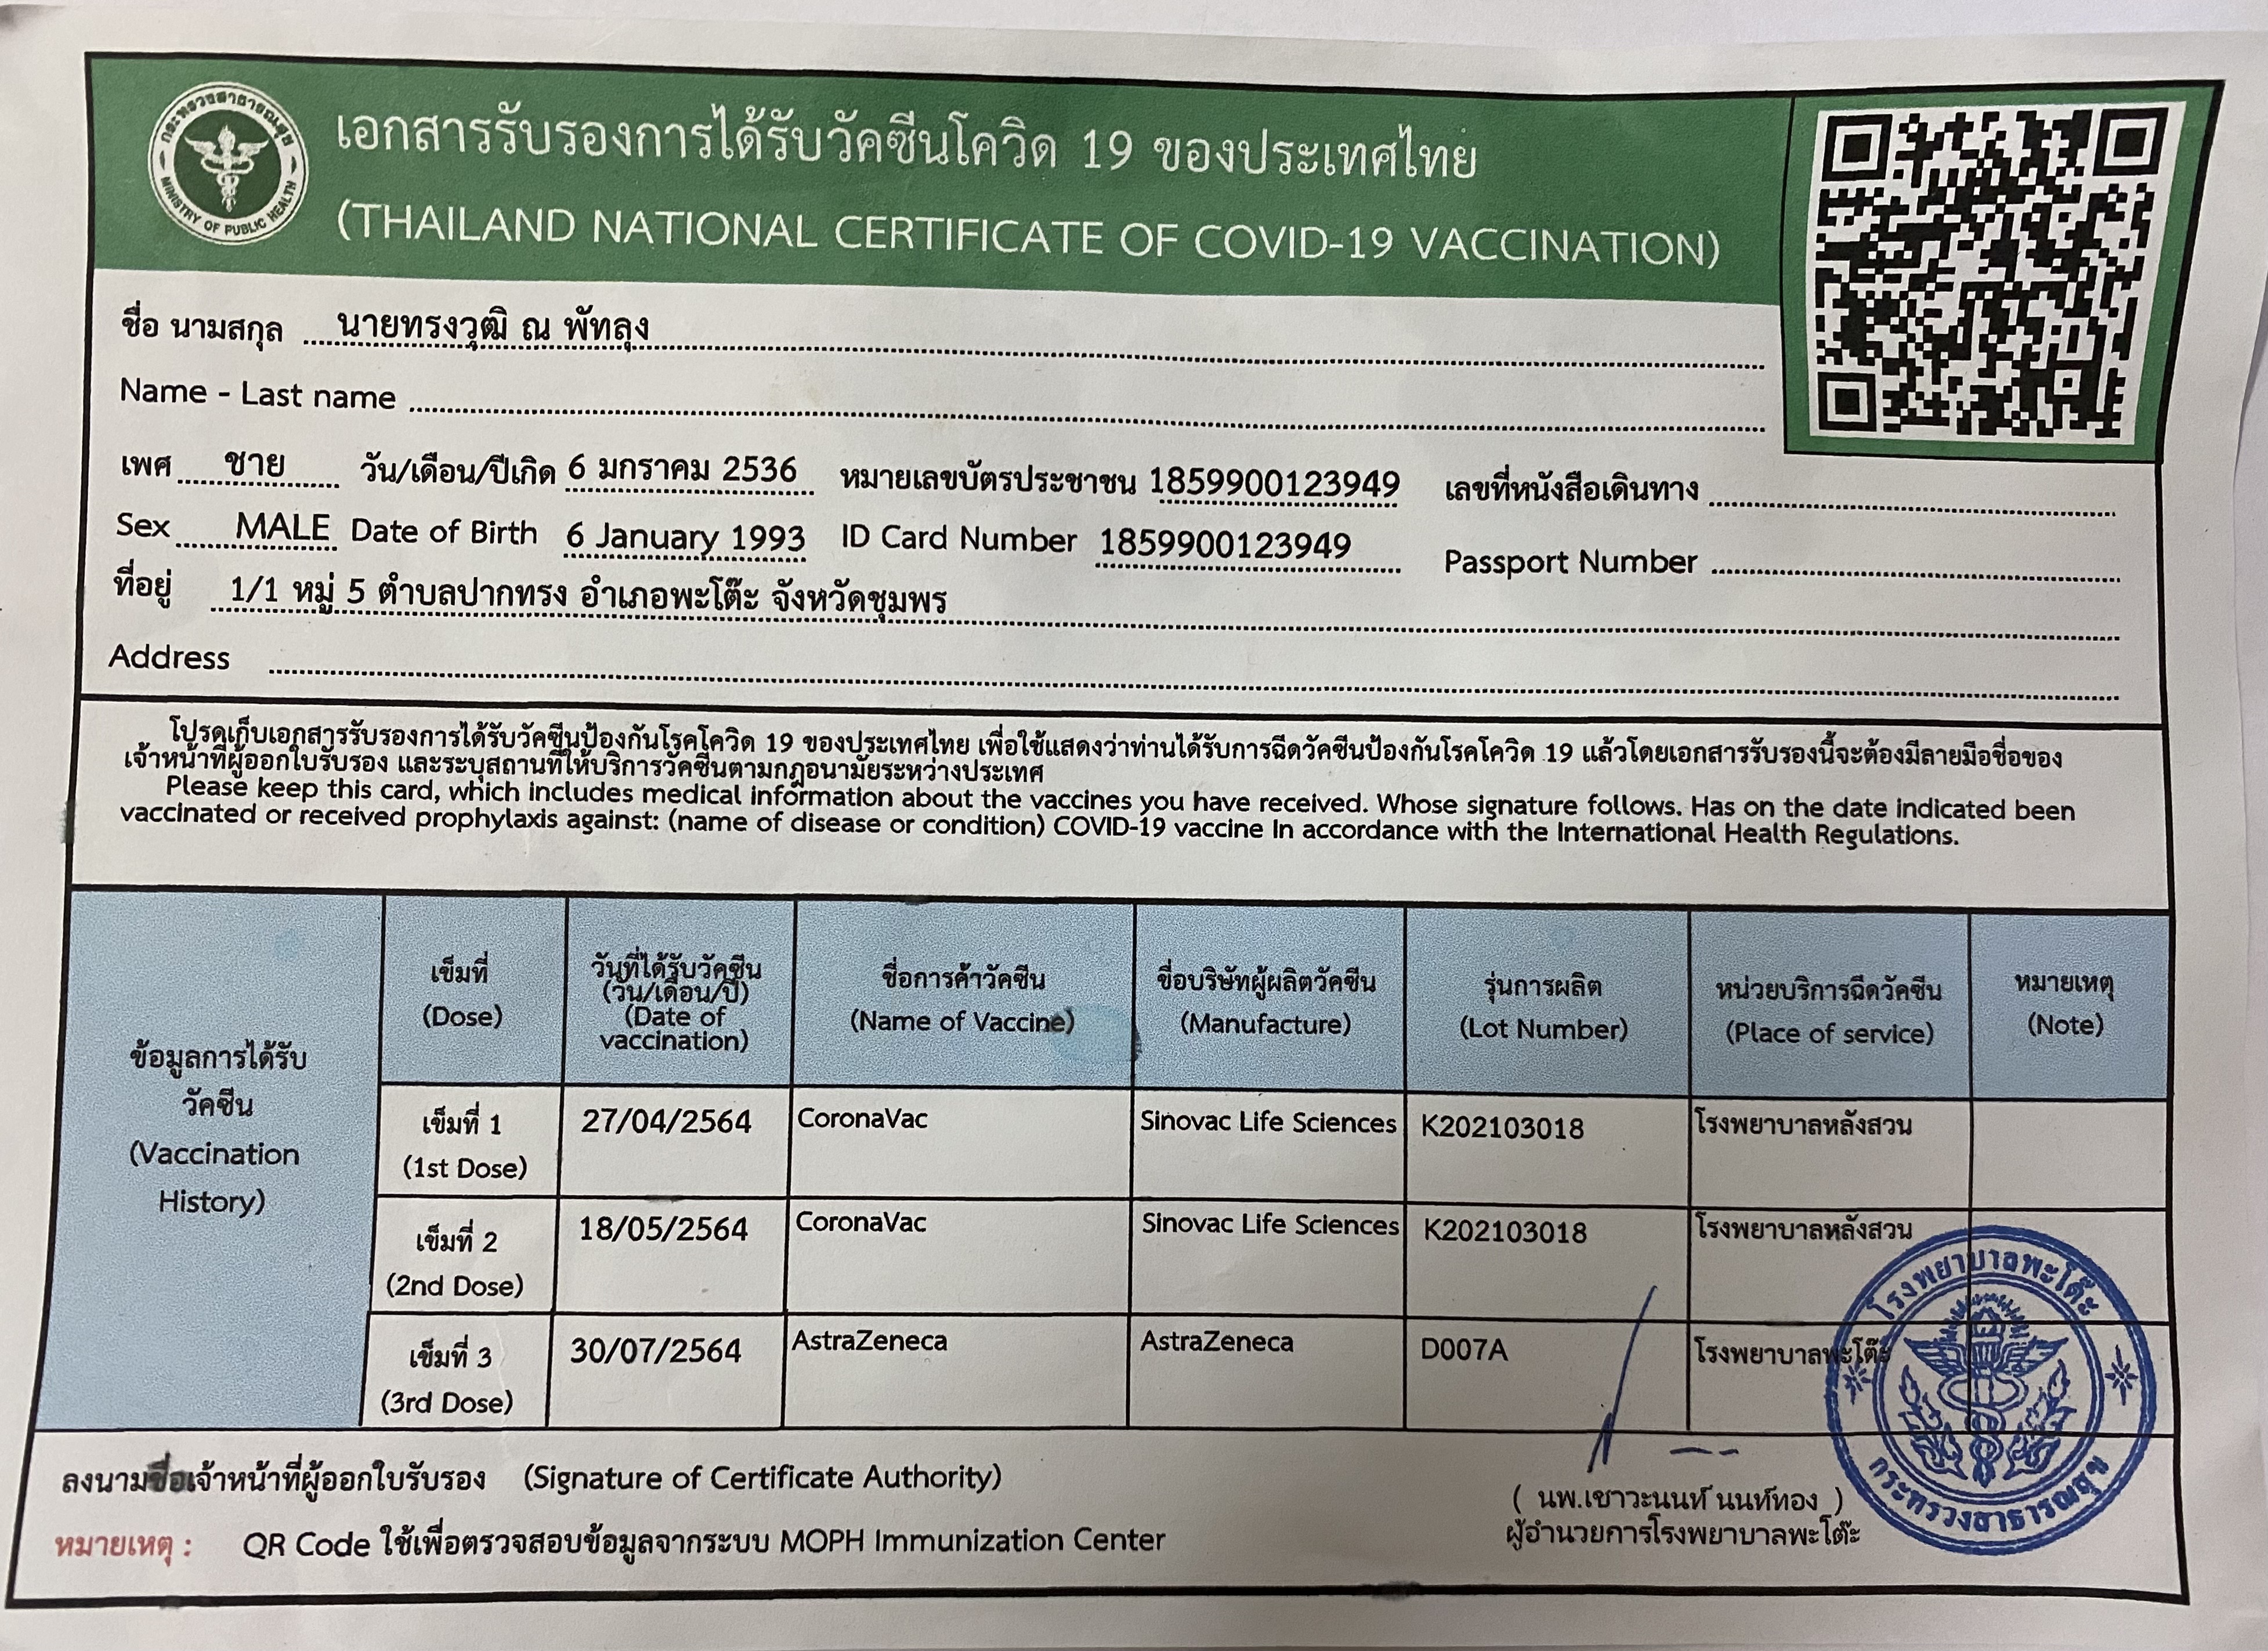 กระทรวงสาธารณสุข
MINISTRY OF PUBLIC HEALTH
เอกสารรับรองการได้รับวัคซีนโควิด 19 ของประเทศไทย
(THAILAND NATIONAL CERTIFICATE OF COVID-19 VACCINATION)
ชื่อ นามสกุล นายทรงวุฒิ ณ พัทลุง
Name - Last name
เพศ ชาย วัน/เดือน/ปีเกิด 6 มกราคม 2536 หมายเลขบัตรประชาชน 1859900123949 เลขที่หนังสือเดินทาง
Sex MALE Date of Birth 6 January 1993 ID Card Number 1859900123949 Passport Number
ที่อยู่ 1/1 หมู่ 5 ตำบลปากทรง อำเภอพะโต๊ะ จังหวัดชุมพร
Address
โปรดเก็บเอกสารรับรองการได้รับวัคซีนป้องกันโรคโควิด 19 ของประเทศไทย เพื่อใช้แสดงว่าท่านได้รับการฉีดวัคซีนป้องกันโรคโควิด 19 แล้วโดยเอกสารรับรองนี้จะต้องมีลายมือชื่อของ
เจ้าหน้าที่ผู้ออกใบรับรอง และระบุสถานที่ให้บริการวัคซีนตามกฎอนามัยระหว่างประเทศ
Please keep this card, which includes medical information about the vaccines you have received. Whose signature follows. Has on the date indicated been
vaccinated or received prophylaxis against: (name of disease or condition) COVID-19 vaccine In accordance with the International Health Regulations.
ข้อมูลการได้รับ
วัคซีน
(Vaccination
History)
เข็มที่
(Dose)
วันที่ได้รับวัคซีน
(วัน/เดือน/ปี)
(Date of
vaccination)
ชื่อการค้าวัคซีน
(Name of Vaccine)
ชื่อบริษัทผู้ผลิตวัคซีน
(Manufacture)
รุ่นการผลิต
(Lot Number)
หน่วยบริการฉีดวัคซีน
(Place of service)
หมายเหตุ
(Note)
เข็มที่ 1 27/04/2564 CoronaVac Sinovac Life Sciences K202103018 โรงพยาบาลหลังสวน
(1st Dose)
เข็มที่ 2 18/05/2564 CoronaVac Sinovac Life Sciences K202103018 โรงพยาบาลหลังสวน
(2nd Dose)
เข็มที่ 3 30/07/2564 AstraZeneca AstraZeneca D007A โรงพยาบาลพะโต๊ะ
(3rd Dose)
โรงพยาบาลพะโต๊ะ
กระทรวงสาธารณสุข
ลงนามชื่อเจ้าหน้าที่ผู้ออกใบรับรอง (Signature of Certificate Authority)
( นพ.เชาวะนนท์ นนท์ทอง )
ผู้อำนวยการโรงพยาบาลพะโต๊ะ
หมายเหตุ : QR Code ใช้เพื่อตรวจสอบข้อมูลจากระบบ MOPH Immunization Center